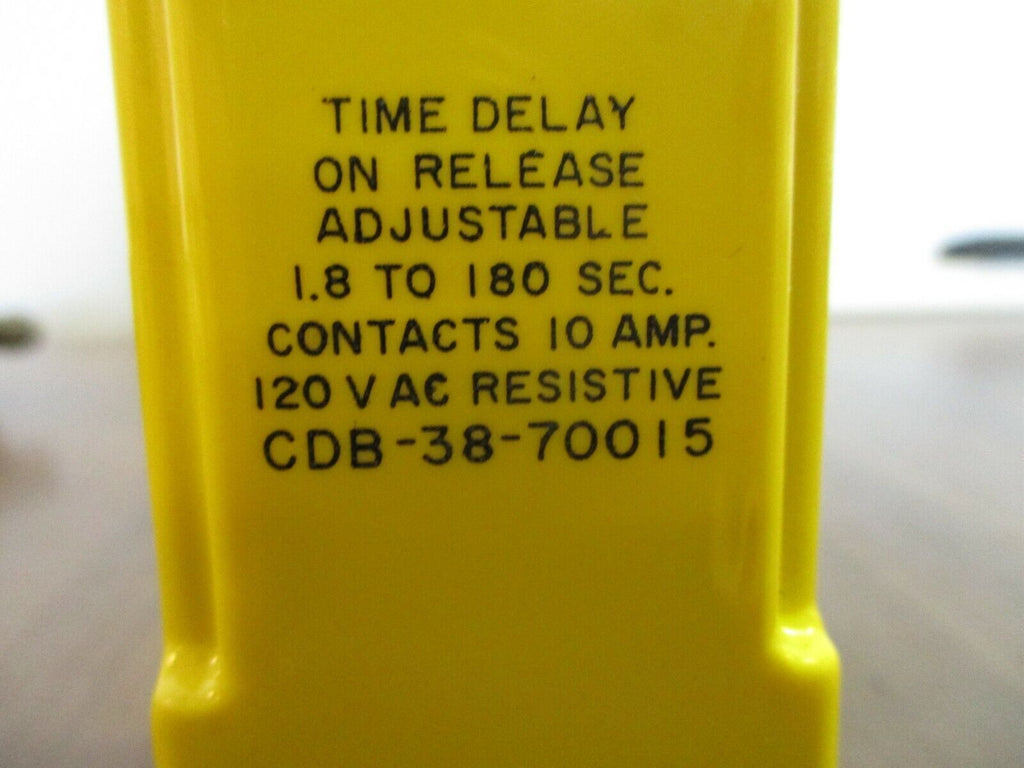 TIME DELAY
ON RELEASE
ADJUSTABLE
1.8 TO 180 SEC.
CONTACTS 10 AMP.
120 V AC RESISTIVE
CDB-38-70015